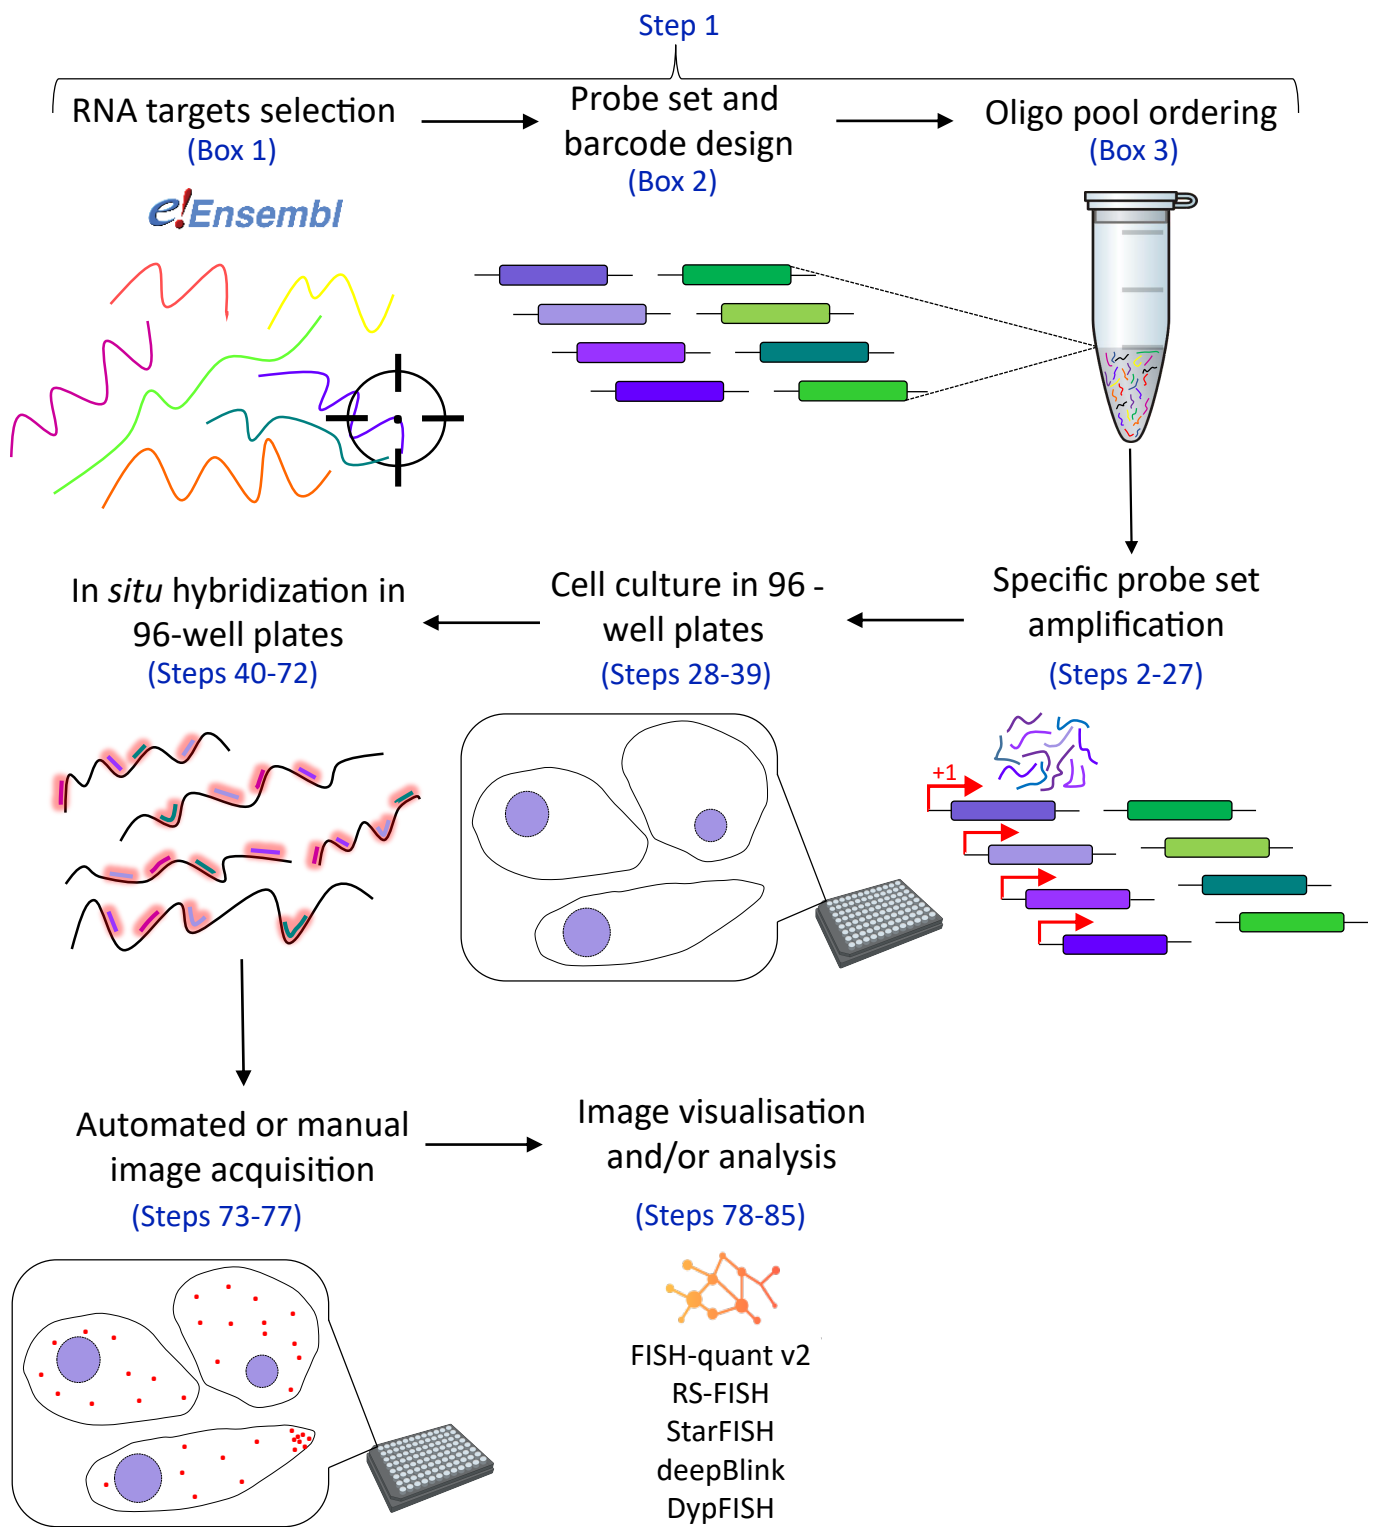 Step 1
RNA targets selection
(Box 1)
Probe set and
barcode design
(Box 2)
Oligo pool ordering
(Box 3)
e!Ensembl
In situ hybridization in
96-well plates
(Steps 40-72)
Cell culture in 96 -
well plates
(Steps 28-39)
Specific probe set
amplification
(Steps 2-27)
+1
Automated or manual
image acquisition
(Steps 73-77)
Image visualisation
and/or analysis
(Steps 78-85)
FISH-quant v2
RS-FISH
StarFISH
deepBlink
DypFISH